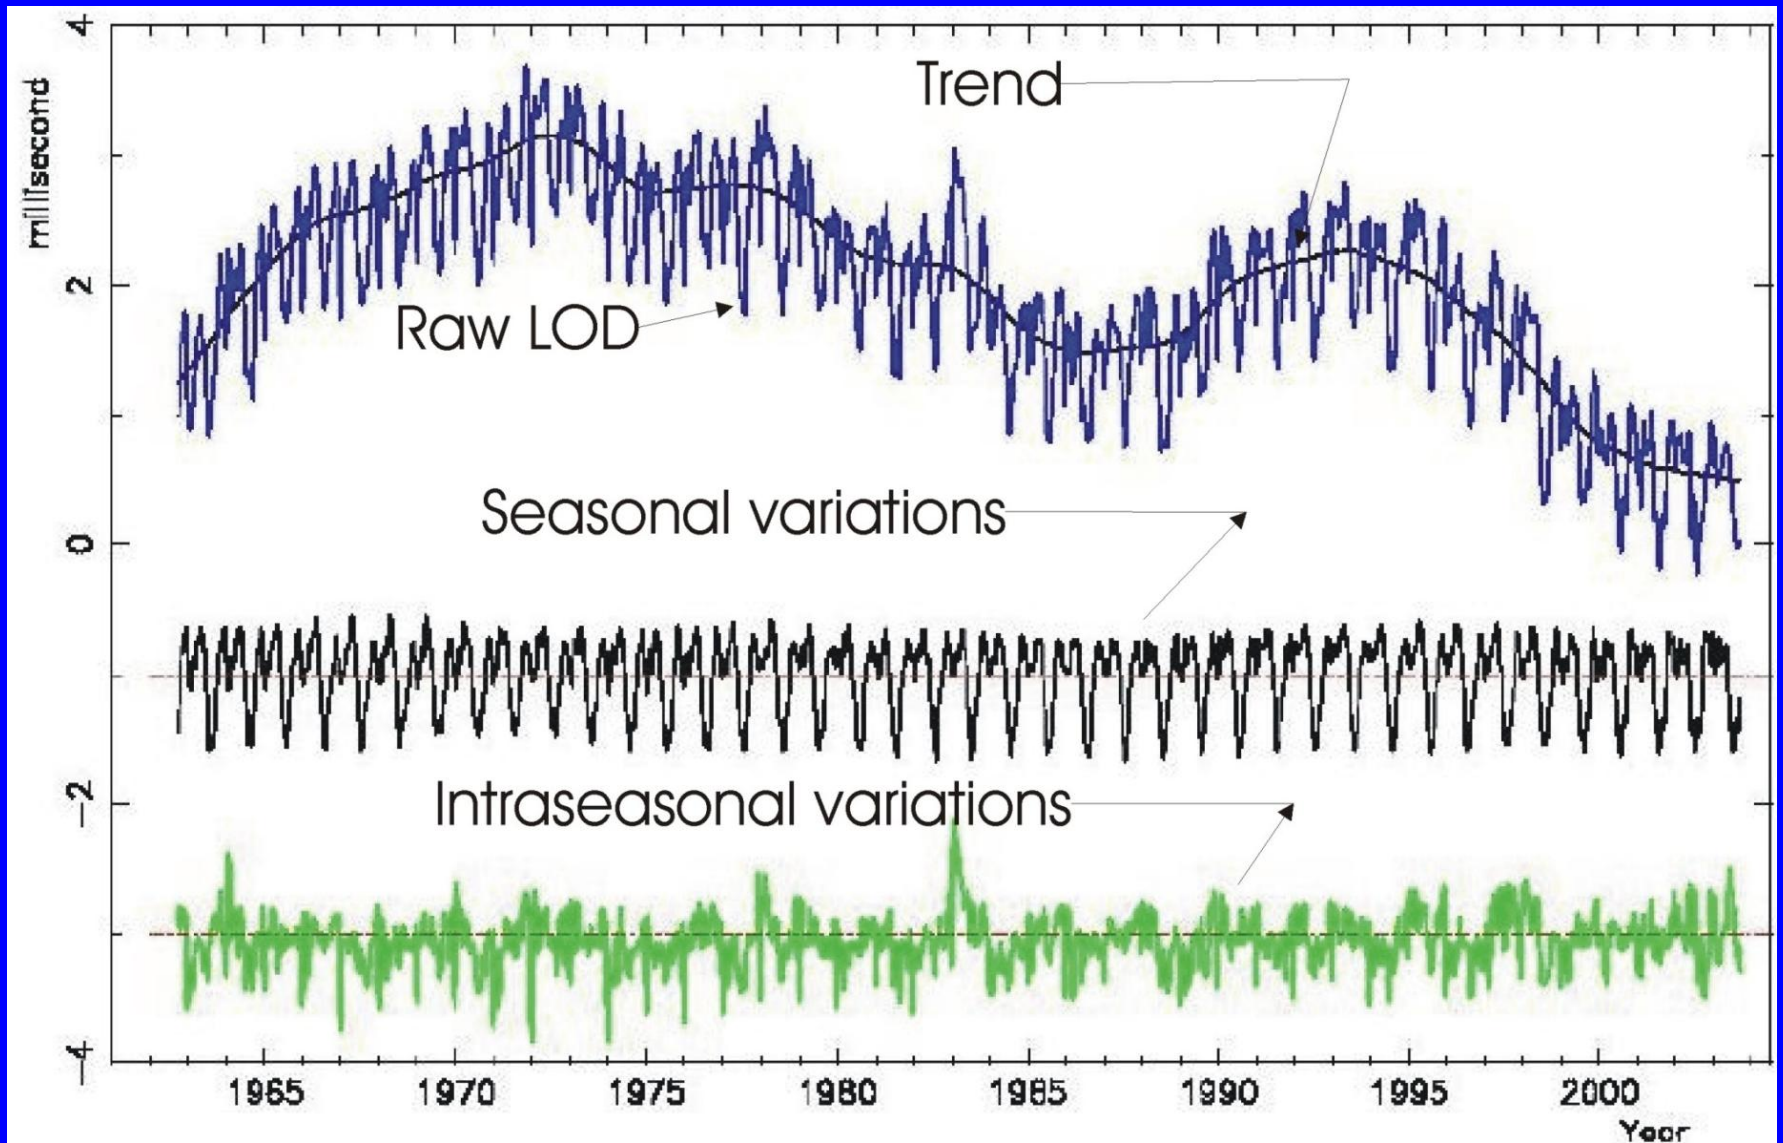 4
Trend
millisecond
2
Raw LOD
Seasonal variations
0
-2
Intraseasonal variations
-4
1965 1970 1975 1980 1985 1990 1995 2000
Year